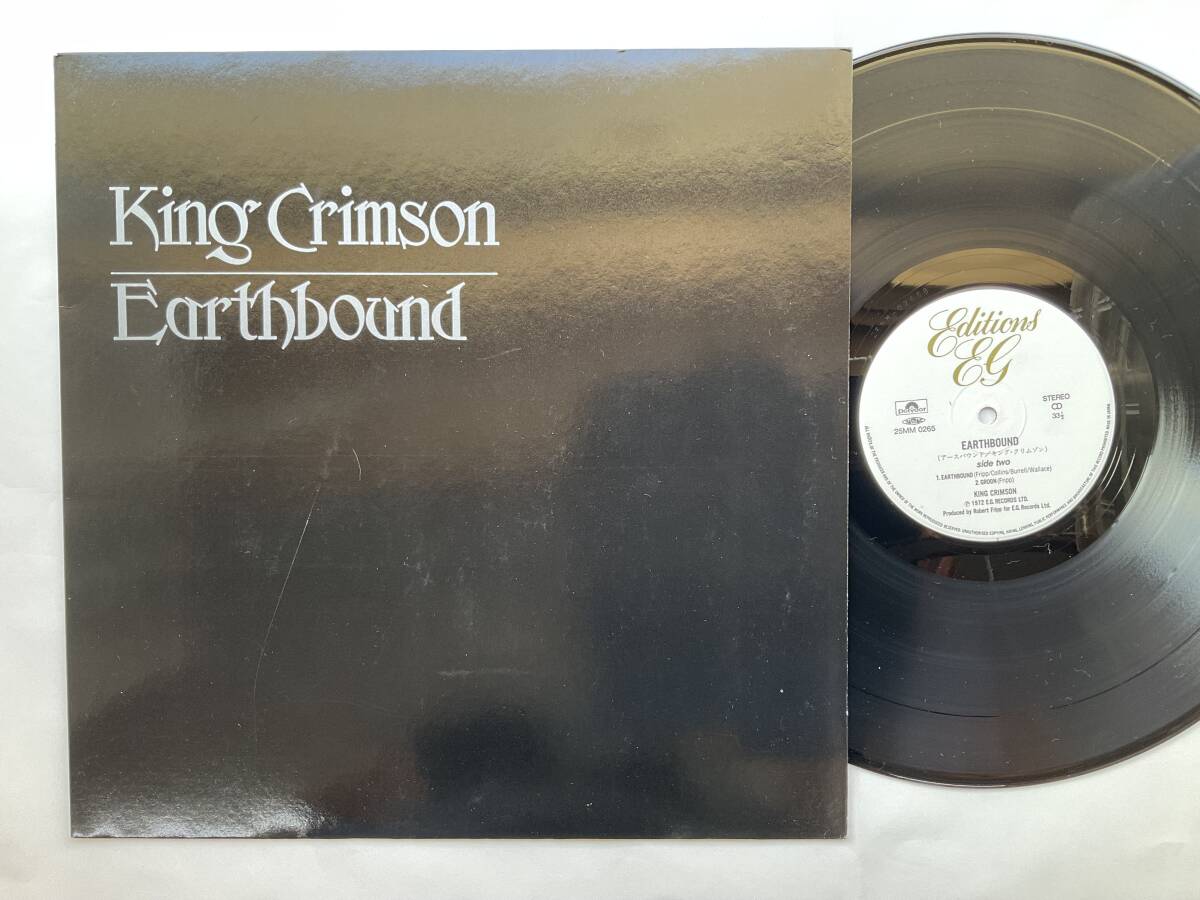 King Crimson
Earthbound
Editions
EG
polydor
STEREO
25MM 0265
33⅓
EARTHBOUND
(アースバウンド/キング・クリムゾン)
side two
1. EARTHBOUND (Fripp/Collins/Burrell/Wallace)
2. GROON (Fripp)
KING CRIMSON
Ⓟ 1972 E.G. RECORDS LTD.
Produced by Robert Fripp for E.G. Records Ltd.